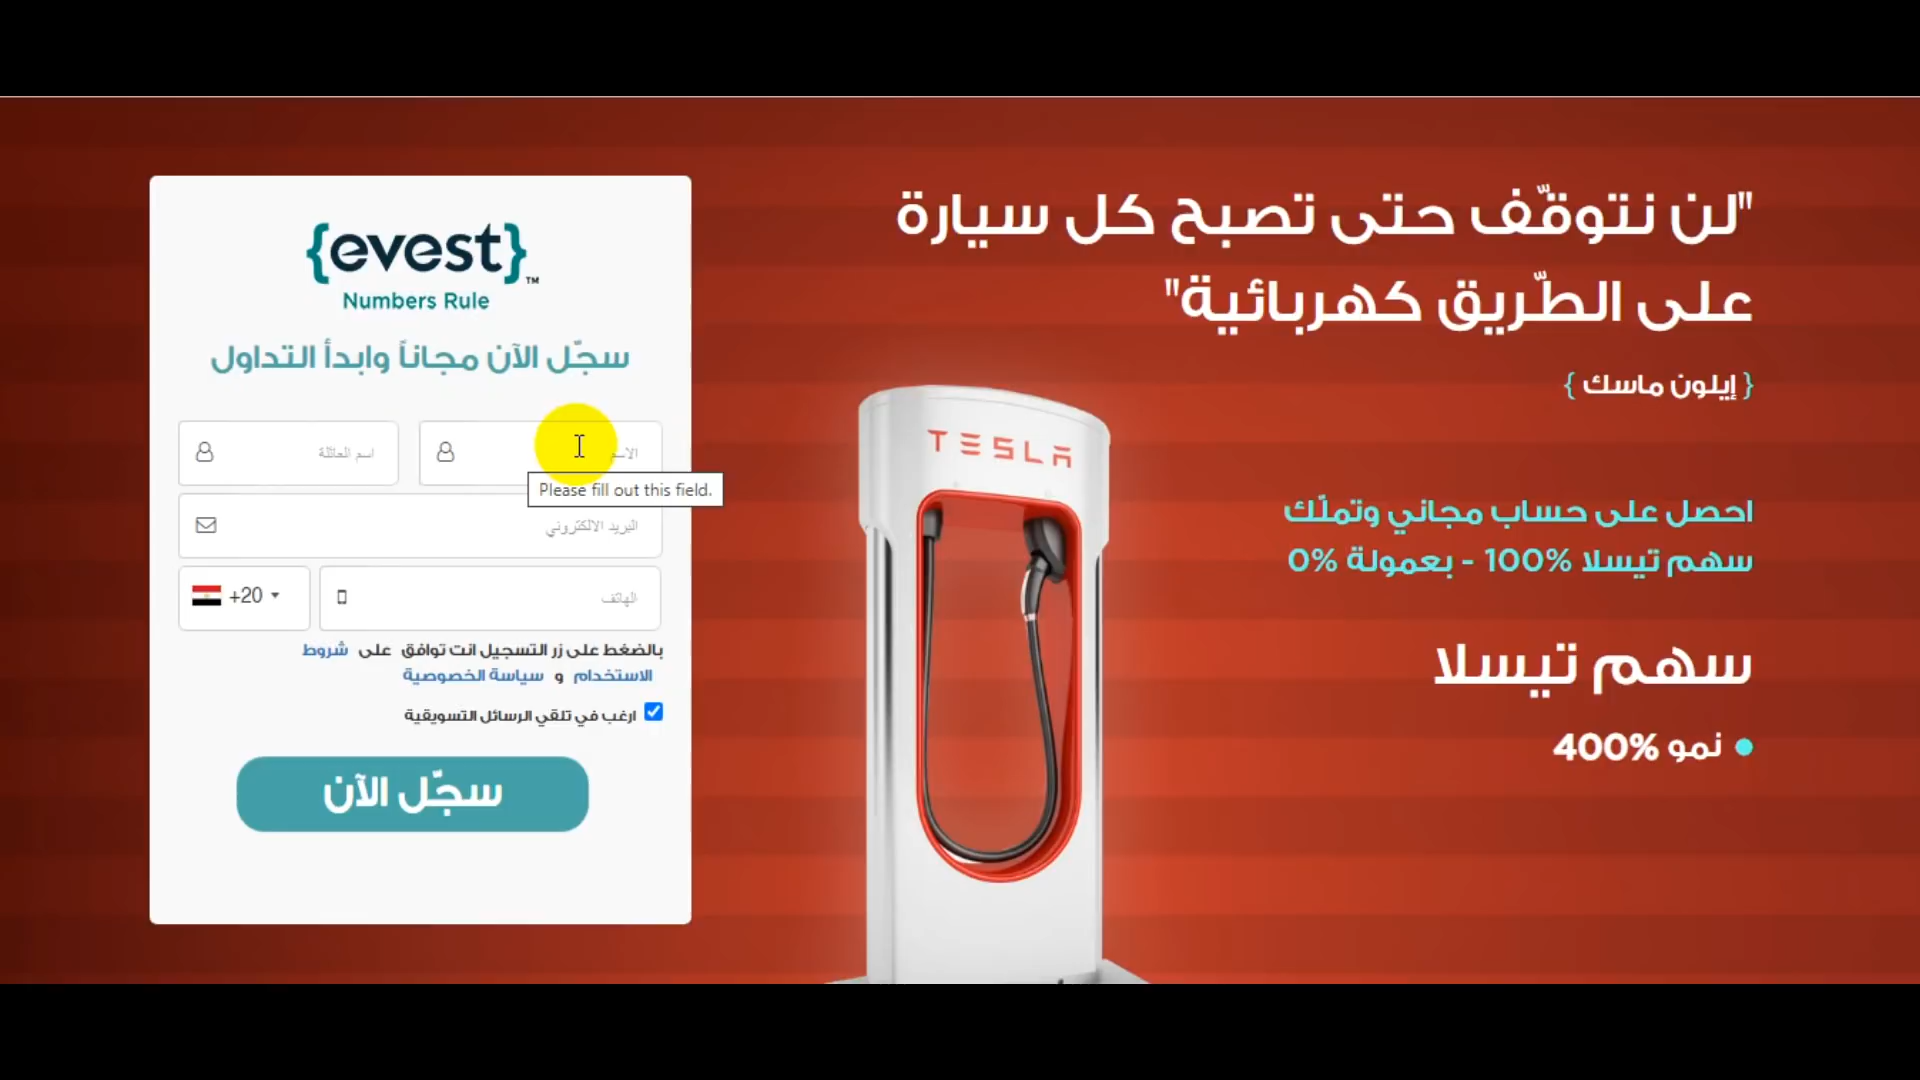 {evest}™
Numbers Rule
سجّل الآن مجاناً وابدأ التداول
الاسم
اسم العائلة
Please fill out this field.
البريد الالكتروني
+20
الهاتف
بالضغط على زر التسجيل انت توافق على شروط
الاستخدام و سياسة الخصوصية
ارغب في تلقي الرسائل التسويقية
سجّل الآن
"لن نتوقّف حتى تصبح كل سيارة
على الطّريق كهربائية"
{ إيلون ماسك }
TESLA
احصل على حساب مجاني وتملّك
سهم تيسلا 100% - بعمولة 0%
سهم تيسلا
نمو 400%